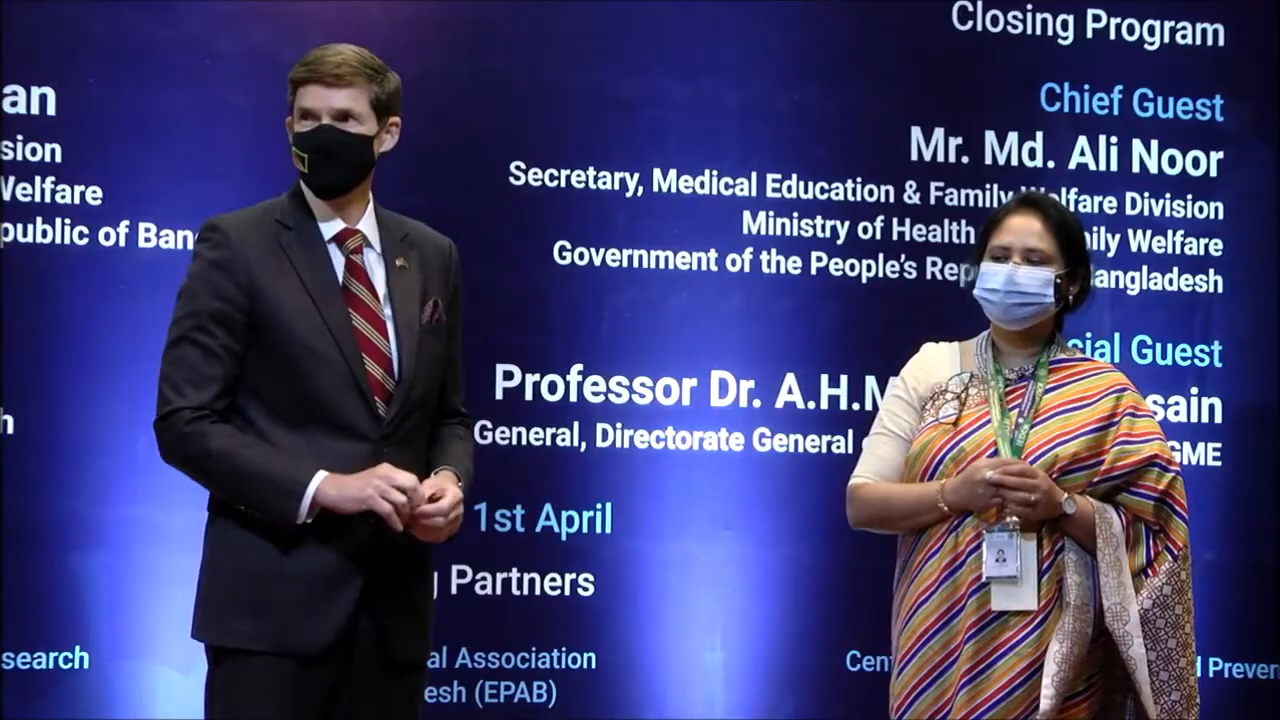 Closing Program
an
Chief Guest
sion
Mr. Md. Ali Noor
Welfare
Secretary, Medical Education & Family Welfare Division
public of Ban
Ministry of Health Family Welfare
Government of the People's Rep Bangladesh
cial Guest
Professor Dr. A.H.M sain
h
General, Directorate General GME
1st April
g Partners
search
al Association
Cent d Preven
esh (EPAB)